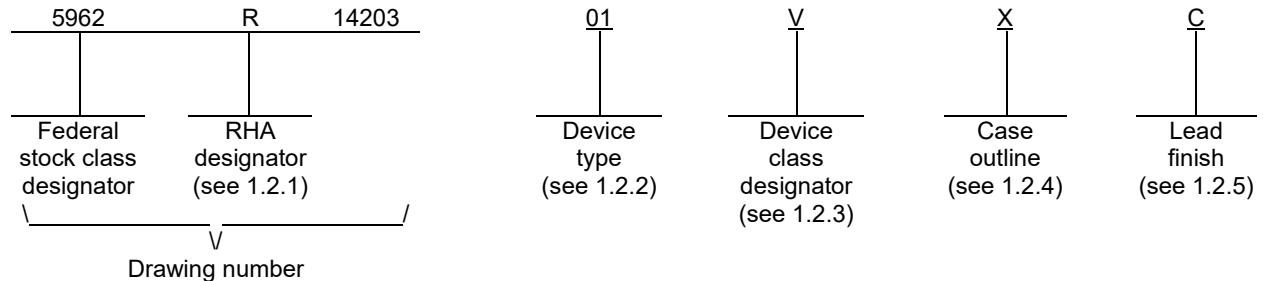 5962 R 14203 01 V X C
Federal stock class designator
RHA designator (see 1.2.1)
Device type (see 1.2.2)
Device class designator (see 1.2.3)
Case outline (see 1.2.4)
Lead finish (see 1.2.5)
\ /
\/
Drawing number